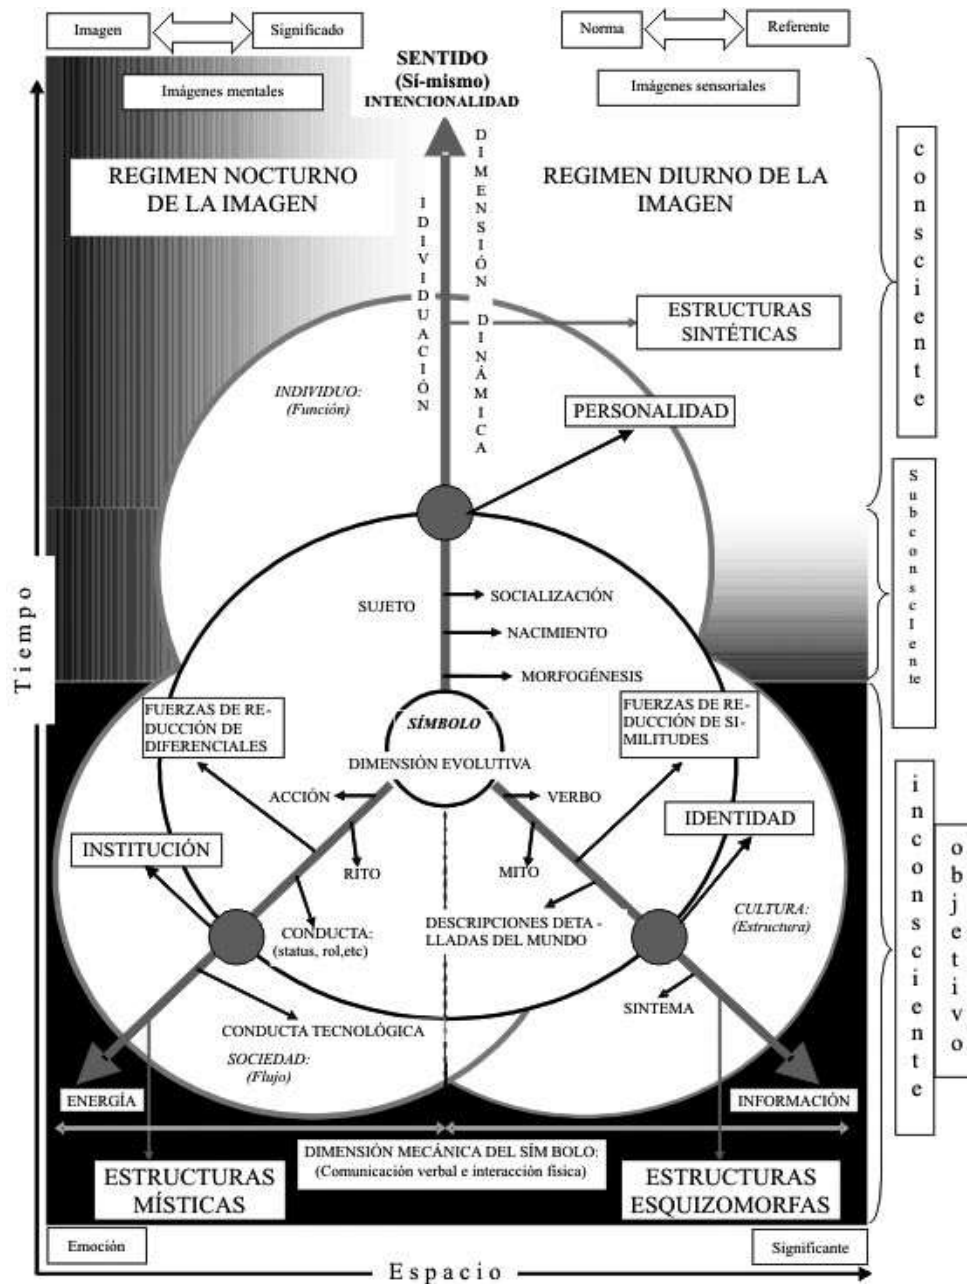 Imagen
Significado
Norma
Referente
SENTIDO
(Sí-mismo)
INTENCIONALIDAD
Imágenes mentales
Imágenes sensoriales
REGIMEN NOCTURNO
DE LA IMAGEN
REGIMEN DIURNO DE LA
IMAGEN
IDIVIDUACIÓN
DIMENSIÓN DINÁMICA
consciente
ESTRUCTURAS
SINTÉTICAS
INDIVIDUO:
(Función)
PERSONALIDAD
Subconsciente
Tiempo
SUJETO
SOCIALIZACIÓN
NACIMIENTO
MORFOGÉNESIS
FUERZAS DE RE-
DUCCIÓN DE
DIFERENCIALES
SÍMBOLO
FUERZAS DE RE-
DUCCIÓN DE SI-
MILITUDES
DIMENSIÓN EVOLUTIVA
ACCIÓN
VERBO
INSTITUCIÓN
IDENTIDAD
RITO
MITO
inconsciente
objetivo
CONDUCTA:
(status, rol,etc)
DESCRIPCIONES DETA-
LLADAS DEL MUNDO
CULTURA:
(Estructura)
SINTEMA
CONDUCTA TECNOLÓGICA
SOCIEDAD:
(Flujo)
ENERGÍA
INFORMACIÓN
DIMENSIÓN MECÁNICA DEL SÍM BOLO:
(Comunicación verbal e interacción física)
ESTRUCTURAS
MÍSTICAS
ESTRUCTURAS
ESQUIZOMORFAS
Emoción
Significante
Espacio